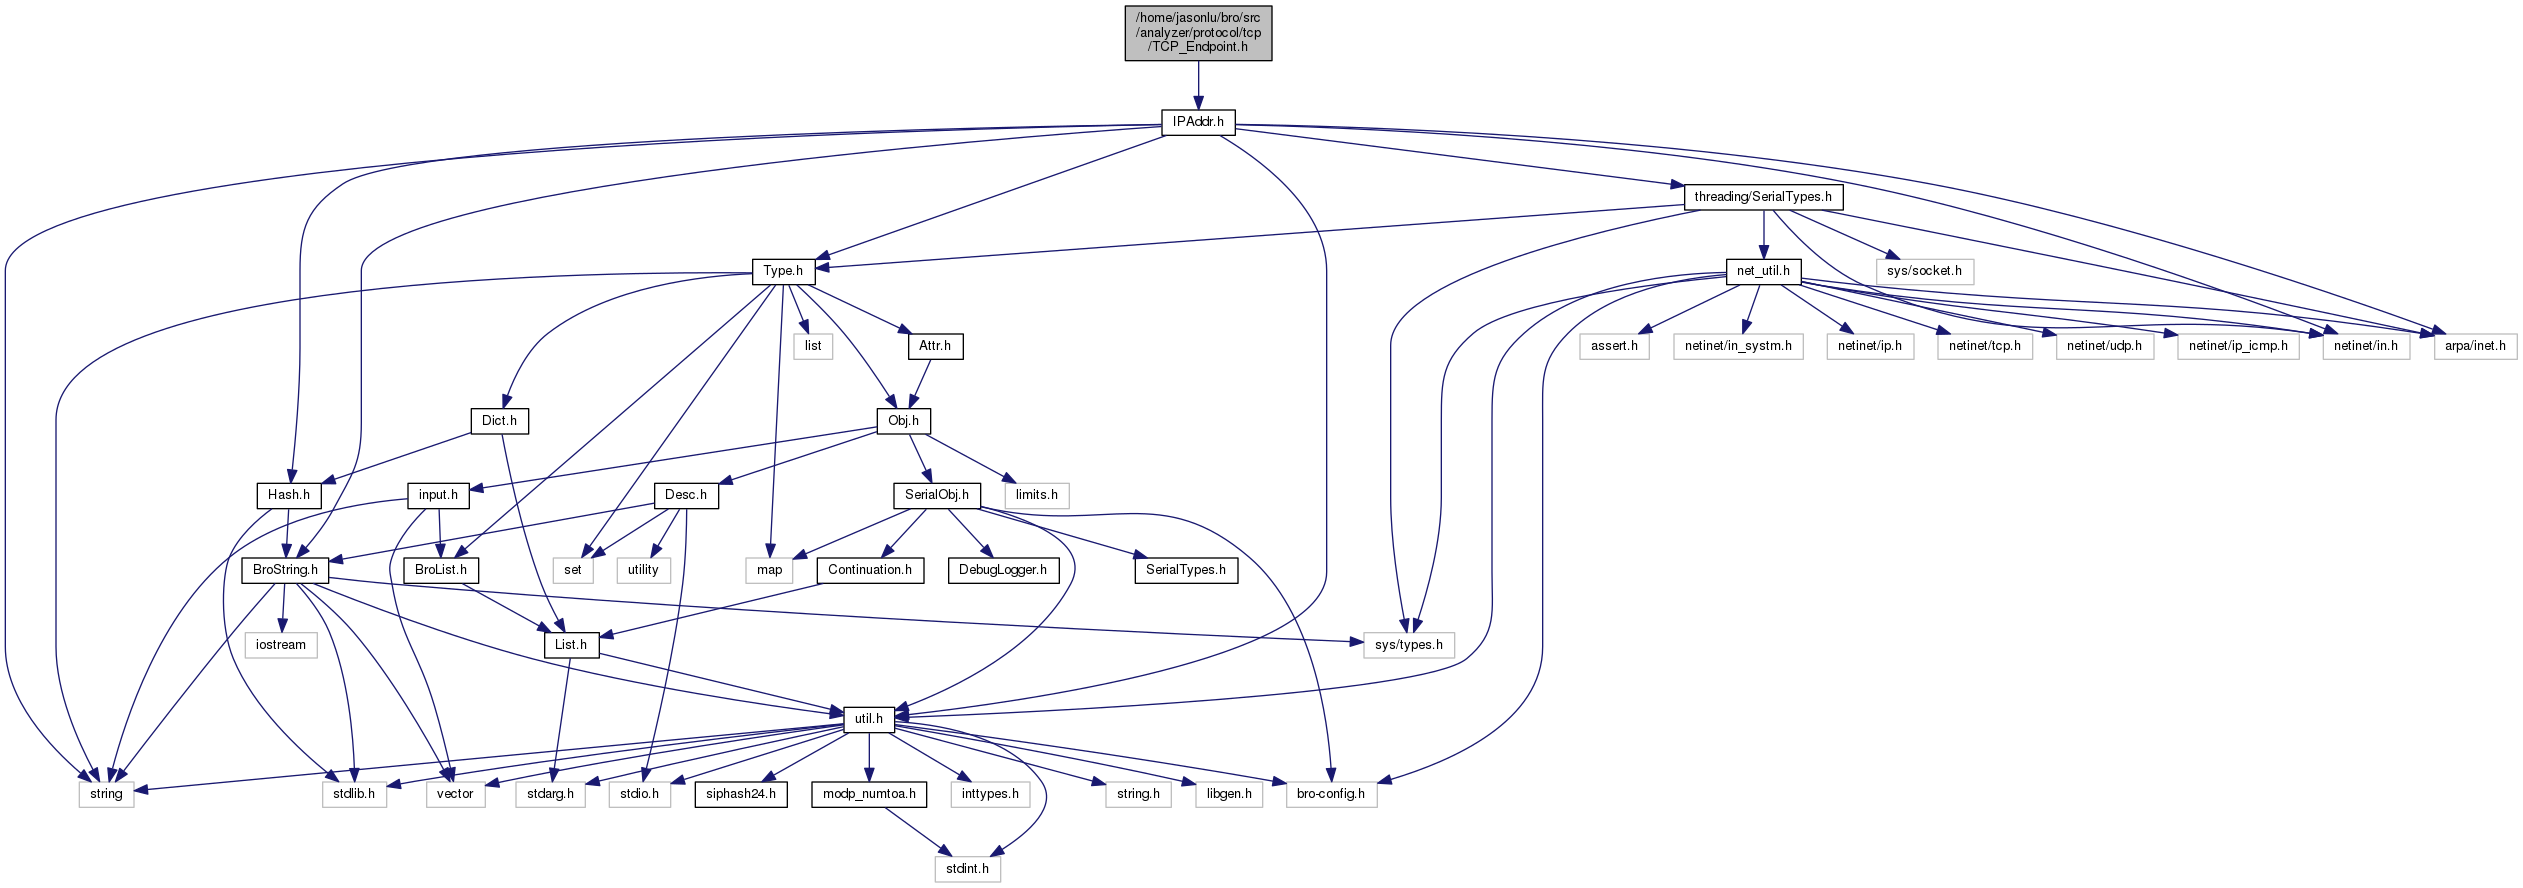 /home/jasonlu/bro/src
/analyzer/protocol/tcp
/TCP_Endpoint.h
IPAddr.h
threading/SerialTypes.h
Type.h
net_util.h
sys/socket.h
list
Attr.h
assert.h
netinet/in_systm.h
netinet/ip.h
netinet/tcp.h
netinet/udp.h
netinet/ip_icmp.h
netinet/in.h
arpa/inet.h
Dict.h
Obj.h
Hash.h
input.h
Desc.h
SerialObj.h
limits.h
BroString.h
BroList.h
set
utility
map
Continuation.h
DebugLogger.h
SerialTypes.h
iostream
List.h
sys/types.h
util.h
string
stdlib.h
vector
stdarg.h
stdio.h
siphash24.h
modp_numtoa.h
inttypes.h
string.h
libgen.h
bro-config.h
stdint.h